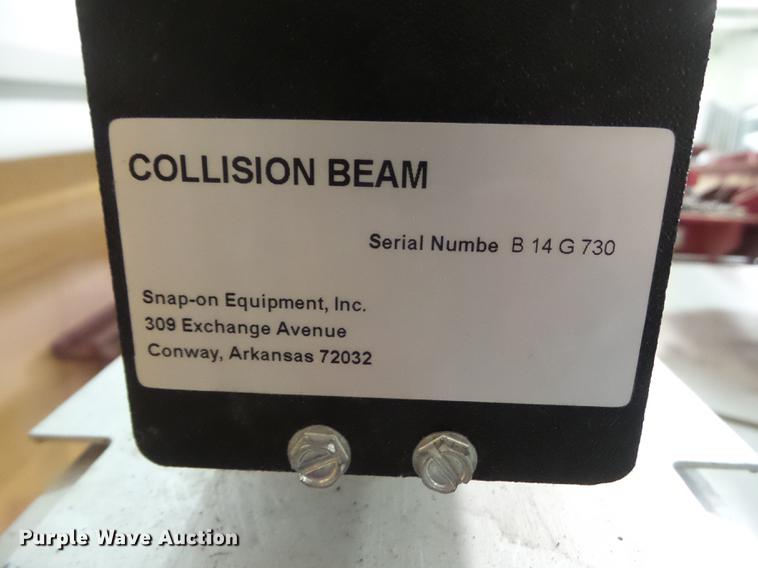 COLLISION BEAM
Serial Numbe B 14 G 730
Snap-on Equipment, Inc.
309 Exchange Avenue
Conway, Arkansas 72032
Purple Wave Auction